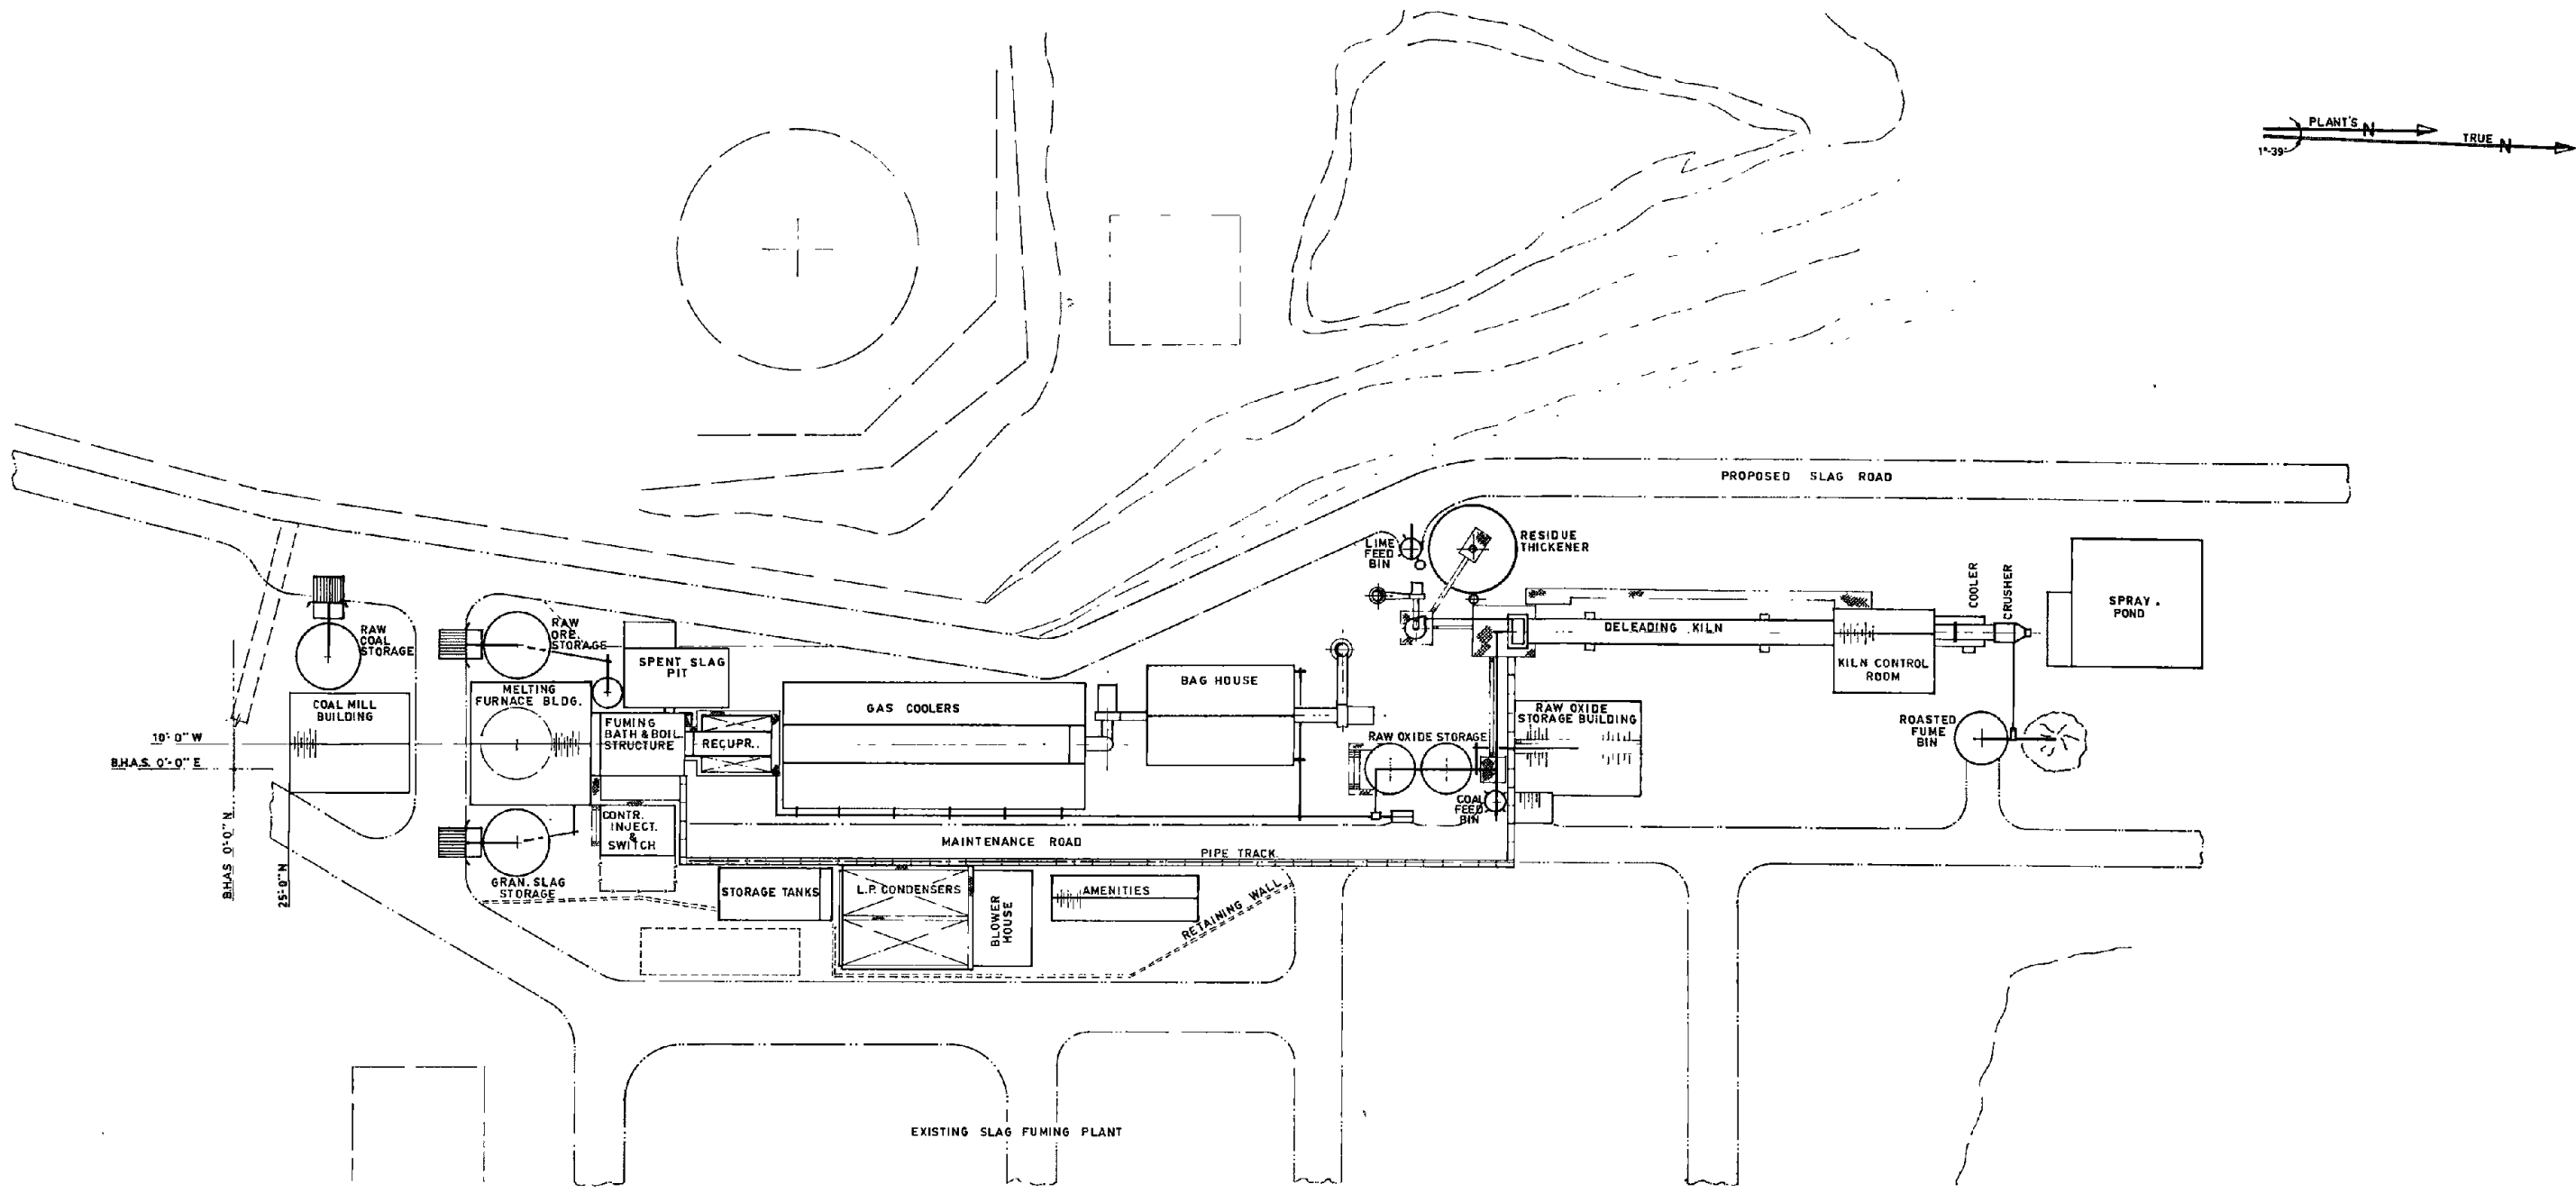 PLANT'S N
TRUE N
1°-39'
PROPOSED SLAG ROAD
LIME
FEED
BIN
RESIDUE
THICKENER
COOLER
CRUSHER
SPRAY.
POND
RAW
COAL
STORAGE
RAW
ORE.
STORAGE
SPENT SLAG
PIT
DELEADING KILN
KILN CONTROL
ROOM
COAL MILL
BUILDING
MELTING
FURNACE BLDG.
FUMING
BATH & BOIL.
STRUCTURE
RECUPR..
GAS COOLERS
BAG HOUSE
RAW OXIDE STORAGE
RAW OXIDE
STORAGE BUILDING
ROASTED
FUME
BIN
10'-0" W
B.H.A.S. 0'-0" E
B.H.A.S. 0'-0" N
25'-0" N
CONTR.
INJECT.
&
SWITCH
COAL
FEED
BIN
MAINTENANCE ROAD
PIPE TRACK
GRAN. SLAG
STORAGE
STORAGE TANKS
L.P. CONDENSERS
BLOWER
HOUSE
AMENITIES
RETAINING WALL
EXISTING SLAG FUMING PLANT